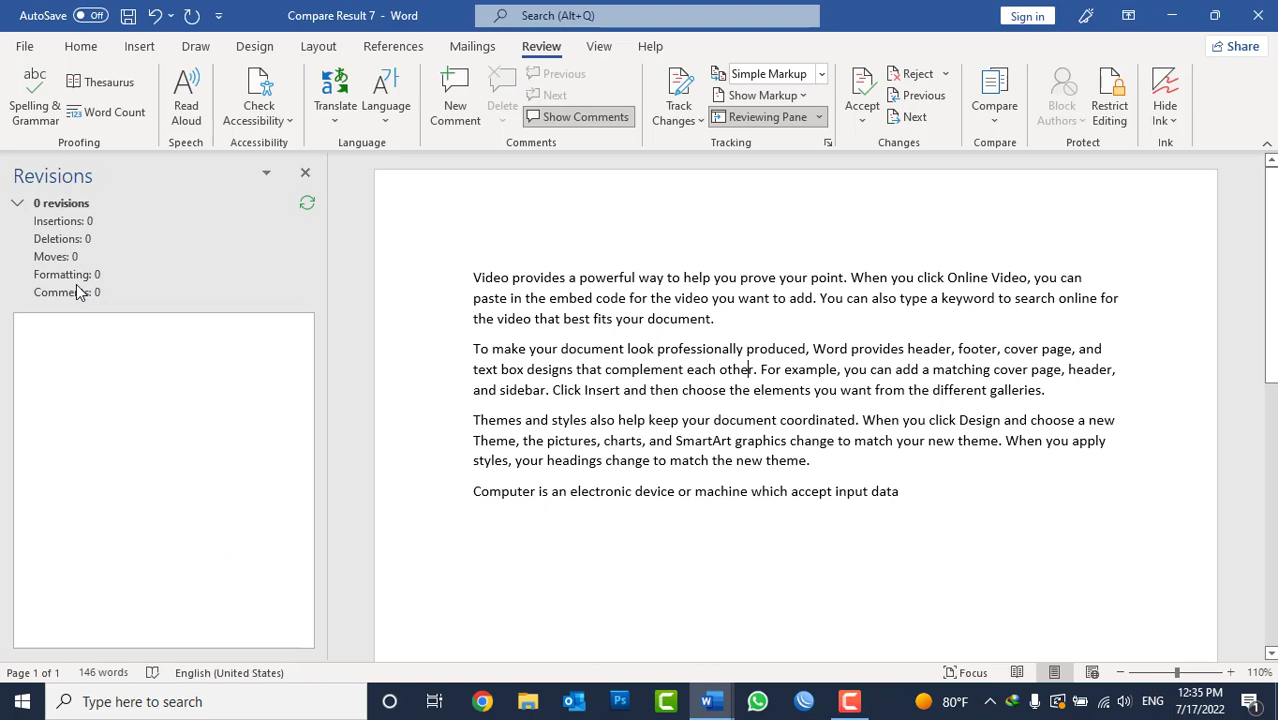 AutoSave Off Compare Result 7 - Word Search (Alt+Q) Sign in
File Home Insert Draw Design Layout References Mailings Review View Help Share
abc
Spelling & Grammar
Thesaurus
Word Count
Proofing
Read Aloud
Speech
Check Accessibility
Accessibility
Translate
Language
Language
New Comment
Delete
Previous
Next
Show Comments
Comments
Track Changes
Simple Markup
Show Markup
Reviewing Pane
Tracking
Accept
Reject
Previous
Next
Changes
Compare
Compare
Block Authors
Restrict Editing
Protect
Hide Ink
Ink
Revisions
0 revisions
Insertions: 0
Deletions: 0
Moves: 0
Formatting: 0
Comments: 0
Video provides a powerful way to help you prove your point. When you click Online Video, you can
paste in the embed code for the video you want to add. You can also type a keyword to search online for
the video that best fits your document.
To make your document look professionally produced, Word provides header, footer, cover page, and
text box designs that complement each other. For example, you can add a matching cover page, header,
and sidebar. Click Insert and then choose the elements you want from the different galleries.
Themes and styles also help keep your document coordinated. When you click Design and choose a new
Theme, the pictures, charts, and SmartArt graphics change to match your new theme. When you apply
styles, your headings change to match the new theme.
Computer is an electronic device or machine which accept input data
Page 1 of 1 146 words English (United States) Focus 110%
Type here to search 80°F ENG 12:35 PM
7/17/2022